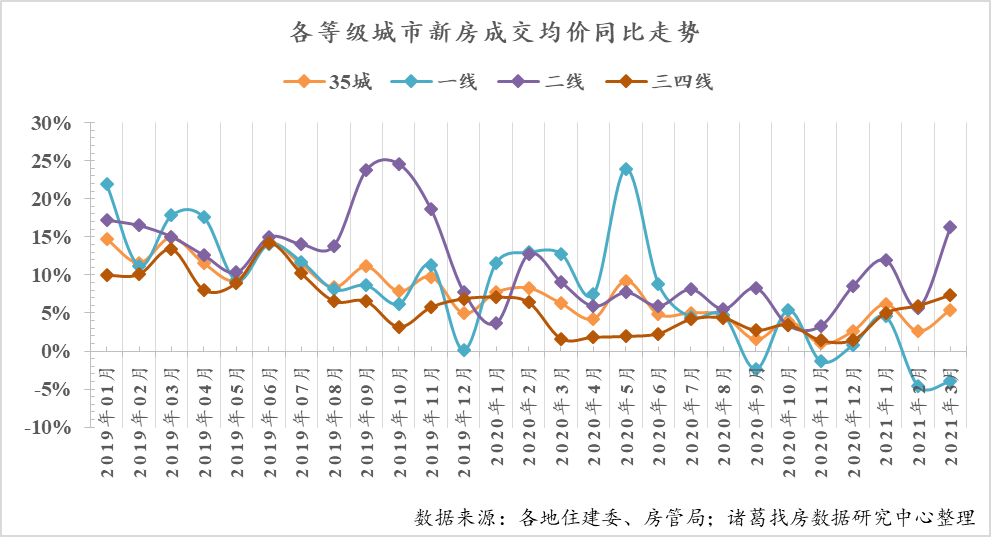 各等级城市新房成交均价同比走势
35城 一线 二线 三四线
30%
25%
20%
15%
10%
5%
0%
-5%
-10%
2019年01月
2019年02月
2019年03月
2019年04月
2019年05月
2019年06月
2019年07月
2019年08月
2019年09月
2019年10月
2019年11月
2019年12月
2020年1月
2020年2月
2020年3月
2020年4月
2020年5月
2020年6月
2020年7月
2020年8月
2020年9月
2020年10月
2020年11月
2020年12月
2021年1月
2021年2月
2021年3月
数据来源：各地住建委、房管局；诸葛找房数据研究中心整理